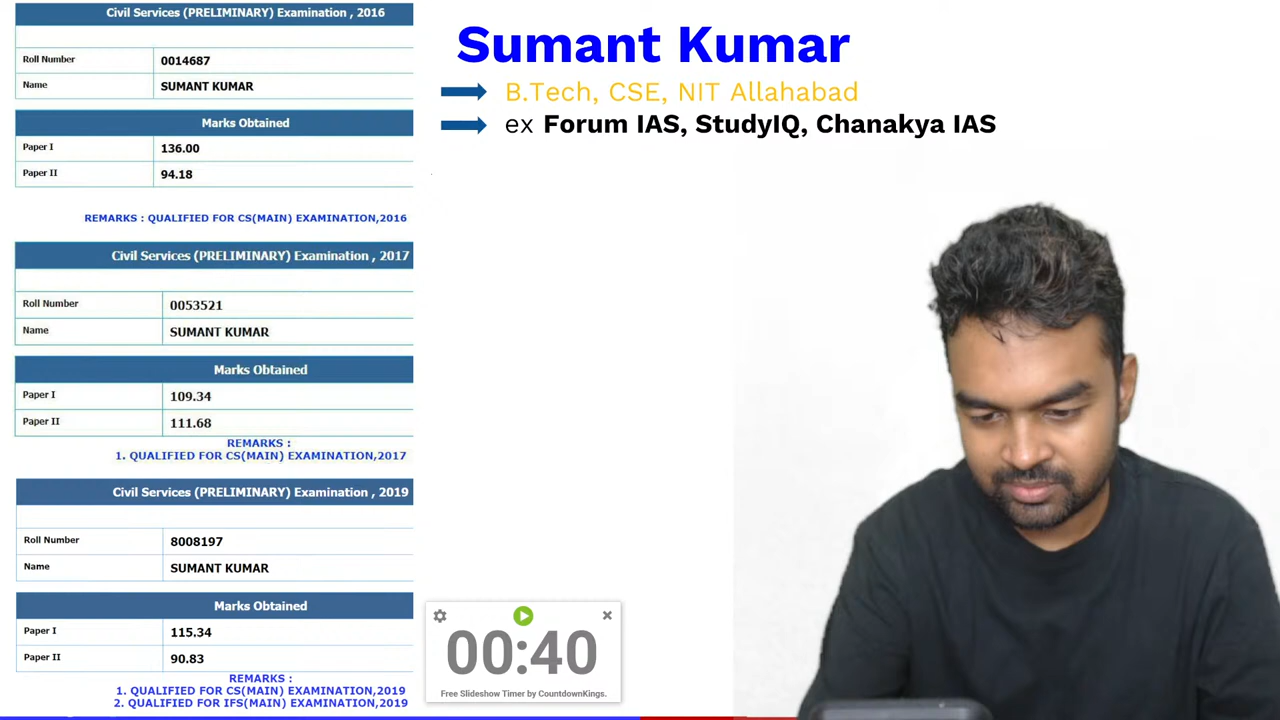 Civil Services (PRELIMINARY) Examination , 2016
Roll Number 0014687
Name SUMANT KUMAR
Marks Obtained
Paper I 136.00
Paper II 94.18
REMARKS : QUALIFIED FOR CS(MAIN) EXAMINATION,2016
Civil Services (PRELIMINARY) Examination , 2017
Roll Number 0053521
Name SUMANT KUMAR
Marks Obtained
Paper I 109.34
Paper II 111.68
REMARKS :
1. QUALIFIED FOR CS(MAIN) EXAMINATION,2017
Civil Services (PRELIMINARY) Examination , 2019
Roll Number 8008197
Name SUMANT KUMAR
Marks Obtained
Paper I 115.34
Paper II 90.83
REMARKS :
1. QUALIFIED FOR CS(MAIN) EXAMINATION,2019
2. QUALIFIED FOR IFS(MAIN) EXAMINATION,2019
Sumant Kumar
B.Tech, CSE, NIT Allahabad
ex Forum IAS, StudyIQ, Chanakya IAS
00:40
Free Slideshow Timer by CountdownKings.